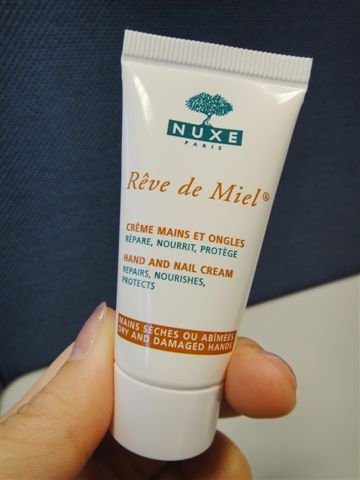 NUXE
PARIS
Rêve de Miel®
CRÈME MAINS ET ONGLES
RÉPARE, NOURRIT, PROTÈGE
HAND AND NAIL CREAM
REPAIRS, NOURISHES,
PROTECTS
MAINS SÈCHES OU ABÎMÉES
DRY AND DAMAGED HANDS